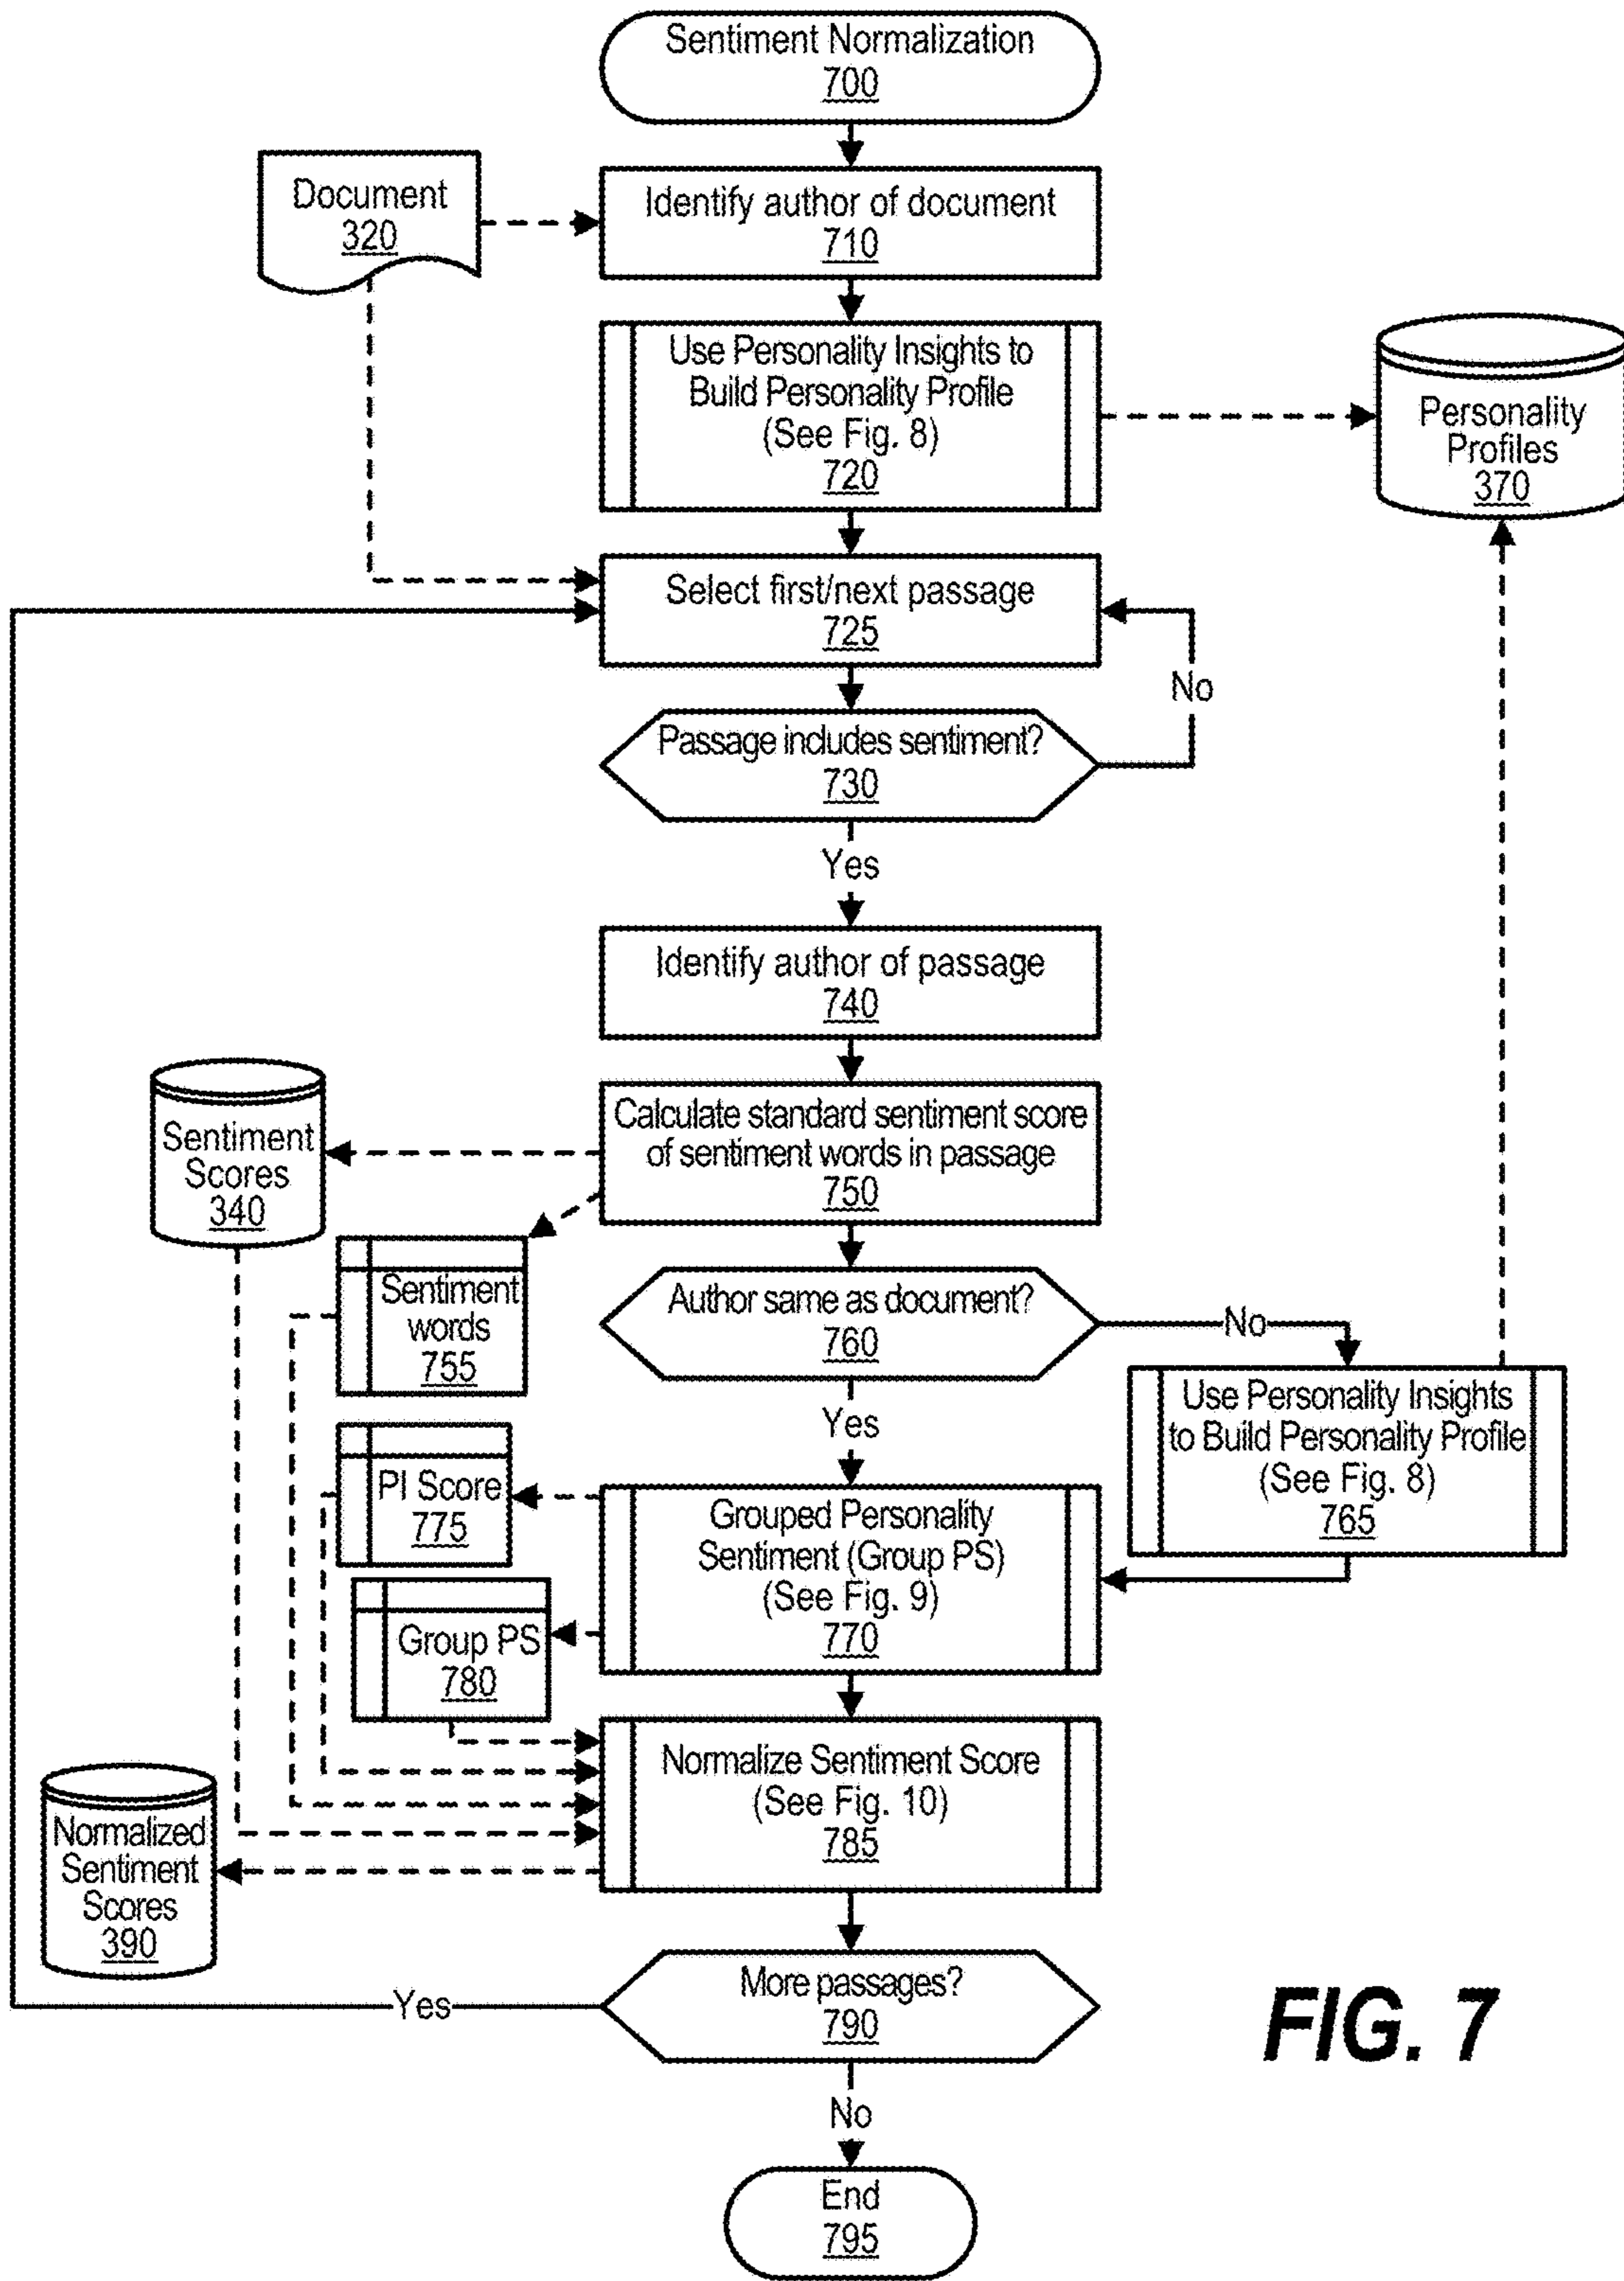 Sentiment Normalization
700
Document
320
Identify author of document
710
Use Personality Insights to
Build Personality Profile
(See Fig. 8)
720
Personality
Profiles
370
Select first/next passage
725
No
Passage includes sentiment?
730
Yes
Identify author of passage
740
Calculate standard sentiment score
of sentiment words in passage
750
Sentiment
Scores
340
Sentiment
words
755
Author same as document?
760
No
Yes
Use Personality Insights
to Build Personality Profile
(See Fig. 8)
765
PI Score
775
Grouped Personality
Sentiment (Group PS)
(See Fig. 9)
770
Group PS
780
Normalize Sentiment Score
(See Fig. 10)
785
Normalized
Sentiment
Scores
390
More passages?
790
Yes
No
End
795
FIG. 7